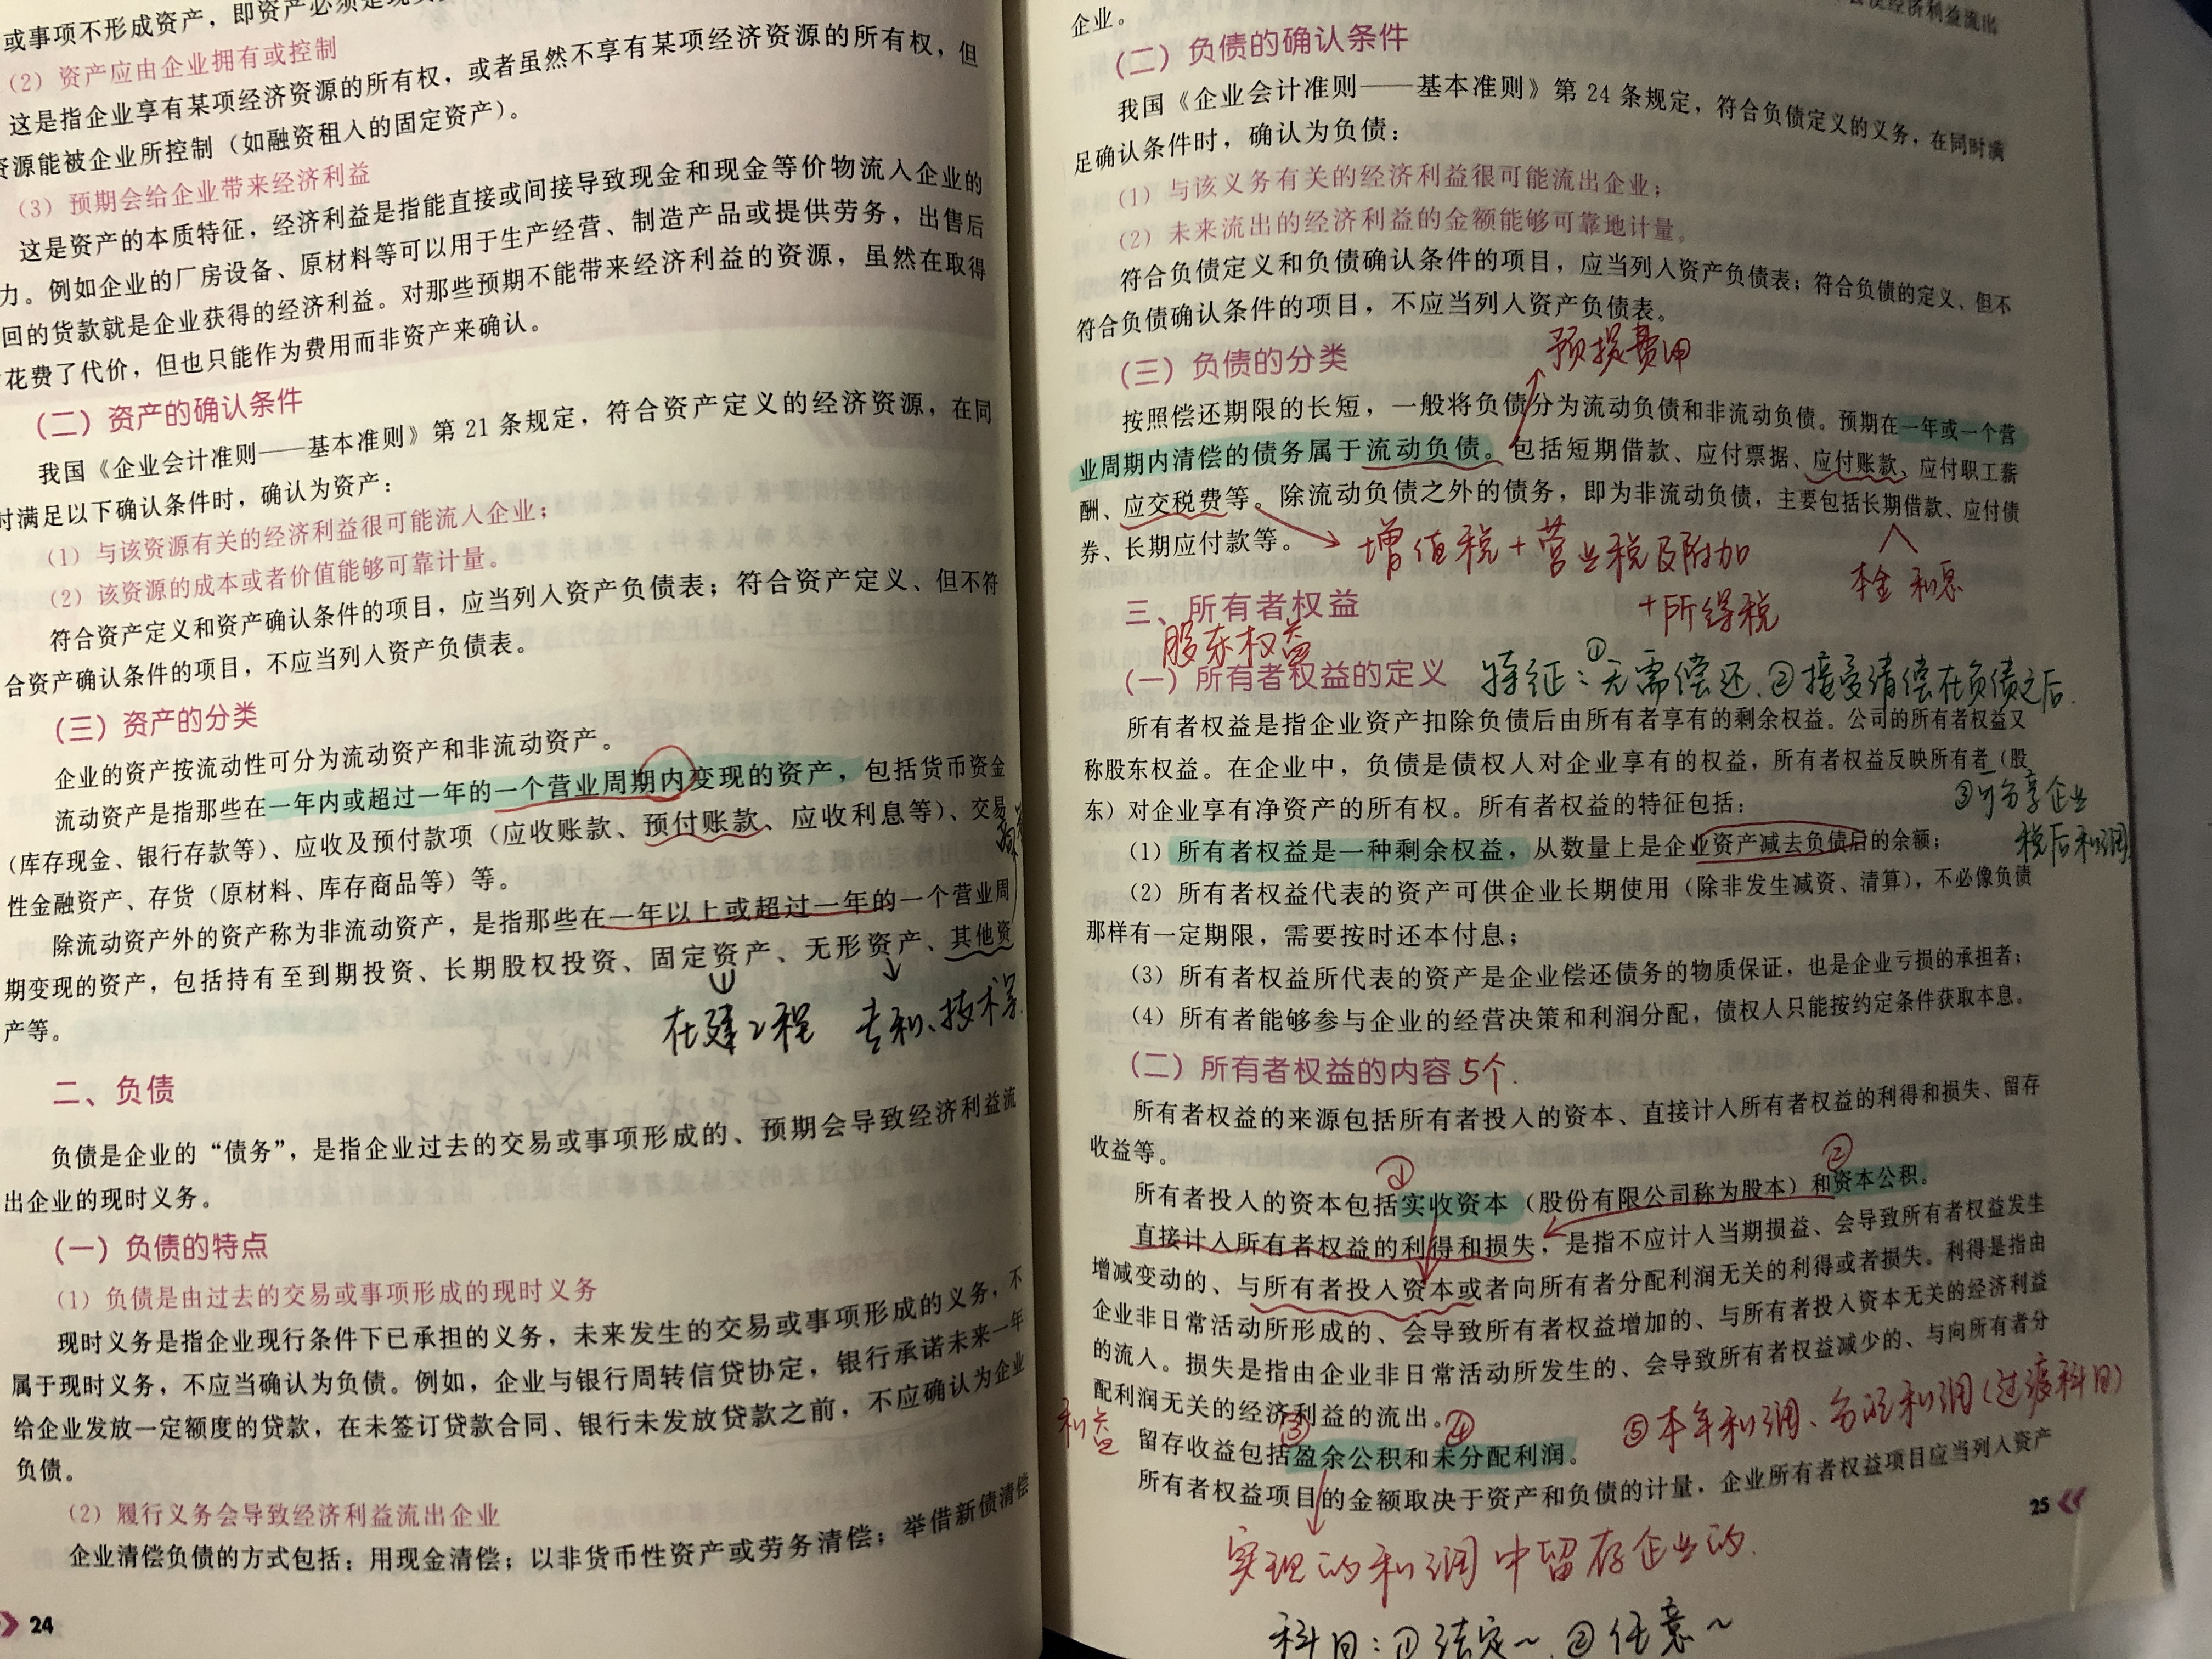 或事项不形成资产，即资产必须是现
（2）资产应由企业拥有或控制
这是指企业享有某项经济资源的所有权，或者虽然不享有某项经济资源的所有权，但
资源能被企业所控制（如融资租入的固定资产）。
（3）预期会给企业带来经济利益
这是资产的本质特征，经济利益是指能直接或间接导致现金和现金等价物流入企业的
力。例如企业的厂房设备、原材料等可以用于生产经营、制造产品或提供劳务，出售后
回的货款就是企业获得的经济利益。对那些预期不能带来经济利益的资源，虽然在取得
花费了代价，但也只能作为费用而非资产来确认。
（二）资产的确认条件
我国《企业会计准则——基本准则》第 21 条规定，符合资产定义的经济资源，在同
时满足以下确认条件时，确认为资产：
（1）与该资源有关的经济利益很可能流入企业；
（2）该资源的成本或者价值能够可靠计量。
符合资产定义和资产确认条件的项目，应当列入资产负债表；符合资产定义、但不符
合资产确认条件的项目，不应当列入资产负债表。
（三）资产的分类
企业的资产按流动性可分为流动资产和非流动资产。
流动资产是指那些在一年内或超过一年的一个营业周期内变现的资产，包括货币资金
（库存现金、银行存款等）、应收及预付款项（应收账款、预付账款、应收利息等）、交易
性金融资产、存货（原材料、库存商品等）等。
除流动资产外的资产称为非流动资产，是指那些在一年以上或超过一年的一个营业周
期变现的资产，包括持有至到期投资、长期股权投资、固定资产、无形资产、其他资
产等。
在建工程
专利、技术
二、负债
负债是企业的“债务”，是指企业过去的交易或事项形成的、预期会导致经济利益流
出企业的现时义务。
（一）负债的特点
（1）负债是由过去的交易或事项形成的现时义务
现时义务是指企业现行条件下已承担的义务，未来发生的交易或事项形成的义务，不
属于现时义务，不应当确认为负债。例如，企业与银行周转信贷协定，银行承诺未来一年
给企业发放一定额度的贷款，在未签订贷款合同、银行未发放贷款之前，不应确认为企业
负债。
（2）履行义务会导致经济利益流出企业
企业清偿负债的方式包括：用现金清偿；以非货币性资产或劳务清偿；举借新债清偿
24
企业。
（二）负债的确认条件
我国《企业会计准则——基本准则》第 24 条规定，符合负债定义的义务，在同时满
足确认条件时，确认为负债：
（1）与该义务有关的经济利益很可能流出企业；
（2）未来流出的经济利益的金额能够可靠地计量。
符合负债定义和负债确认条件的项目，应当列入资产负债表；符合负债的定义、但不
符合负债确认条件的项目，不应当列入资产负债表。
（三）负债的分类
预提费用
按照偿还期限的长短，一般将负债分为流动负债和非流动负债。预期在一年或一个营
业周期内清偿的债务属于流动负债。包括短期借款、应付票据、应付账款、应付职工薪
酬、应交税费等。除流动负债之外的债务，即为非流动负债，主要包括长期借款、应付债
券、长期应付款等。
增值税+营业税及附加
+所得税
本金 利息
三、所有者权益
股东权益
（一）所有者权益的定义
特征：①无需偿还.②接受清偿在负债之后.
③可分享企业
税后利润
所有者权益是指企业资产扣除负债后由所有者享有的剩余权益。公司的所有者权益又
称股东权益。在企业中，负债是债权人对企业享有的权益，所有者权益反映所有者（股
东）对企业享有净资产的所有权。所有者权益的特征包括：
（1）所有者权益是一种剩余权益，从数量上是企业资产减去负债后的余额；
（2）所有者权益代表的资产可供企业长期使用（除非发生减资、清算），不必像负债
那样有一定期限，需要按时还本付息；
（3）所有者权益所代表的资产是企业偿还债务的物质保证，也是企业亏损的承担者；
（4）所有者能够参与企业的经营决策和利润分配，债权人只能按约定条件获取本息。
（二）所有者权益的内容 5个
所有者权益的来源包括所有者投入的资本、直接计入所有者权益的利得和损失、留存
收益等。
① ②
所有者投入的资本包括实收资本（股份有限公司称为股本）和资本公积。
直接计入所有者权益的利得和损失，是指不应计入当期损益、会导致所有者权益发生
增减变动的、与所有者投入资本或者向所有者分配利润无关的利得或者损失。利得是指由
企业非日常活动所形成的、会导致所有者权益增加的、与所有者投入资本无关的经济利益
的流入。损失是指由企业非日常活动所发生的、会导致所有者权益减少的、与向所有者分
配利润无关的经济利益的流出。
利益
③ ④ ⑤本年利润、分配利润(过渡科目)
留存收益包括盈余公积和未分配利润。
所有者权益项目的金额取决于资产和负债的计量，企业所有者权益项目应当列入资产
实现的利润中留存企业的.
科目：①法定~ ②任意~
25